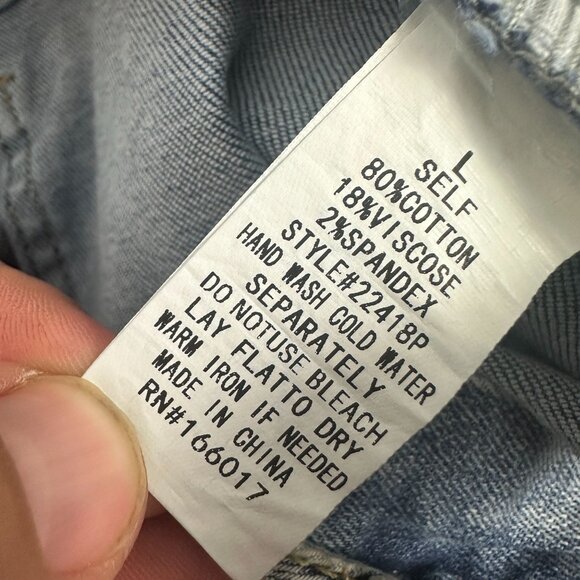 L
SELF
80%COTTON
18%VISCOSE
2%SPANDEX
STYLE#22418P
HAND WASH COLD WATER
SEPARATELY
DO NOTUSE BLEACH
LAY FLATTO DRY
WARM IRON IF NEEDED
MADE IN CHINA
RN#166017